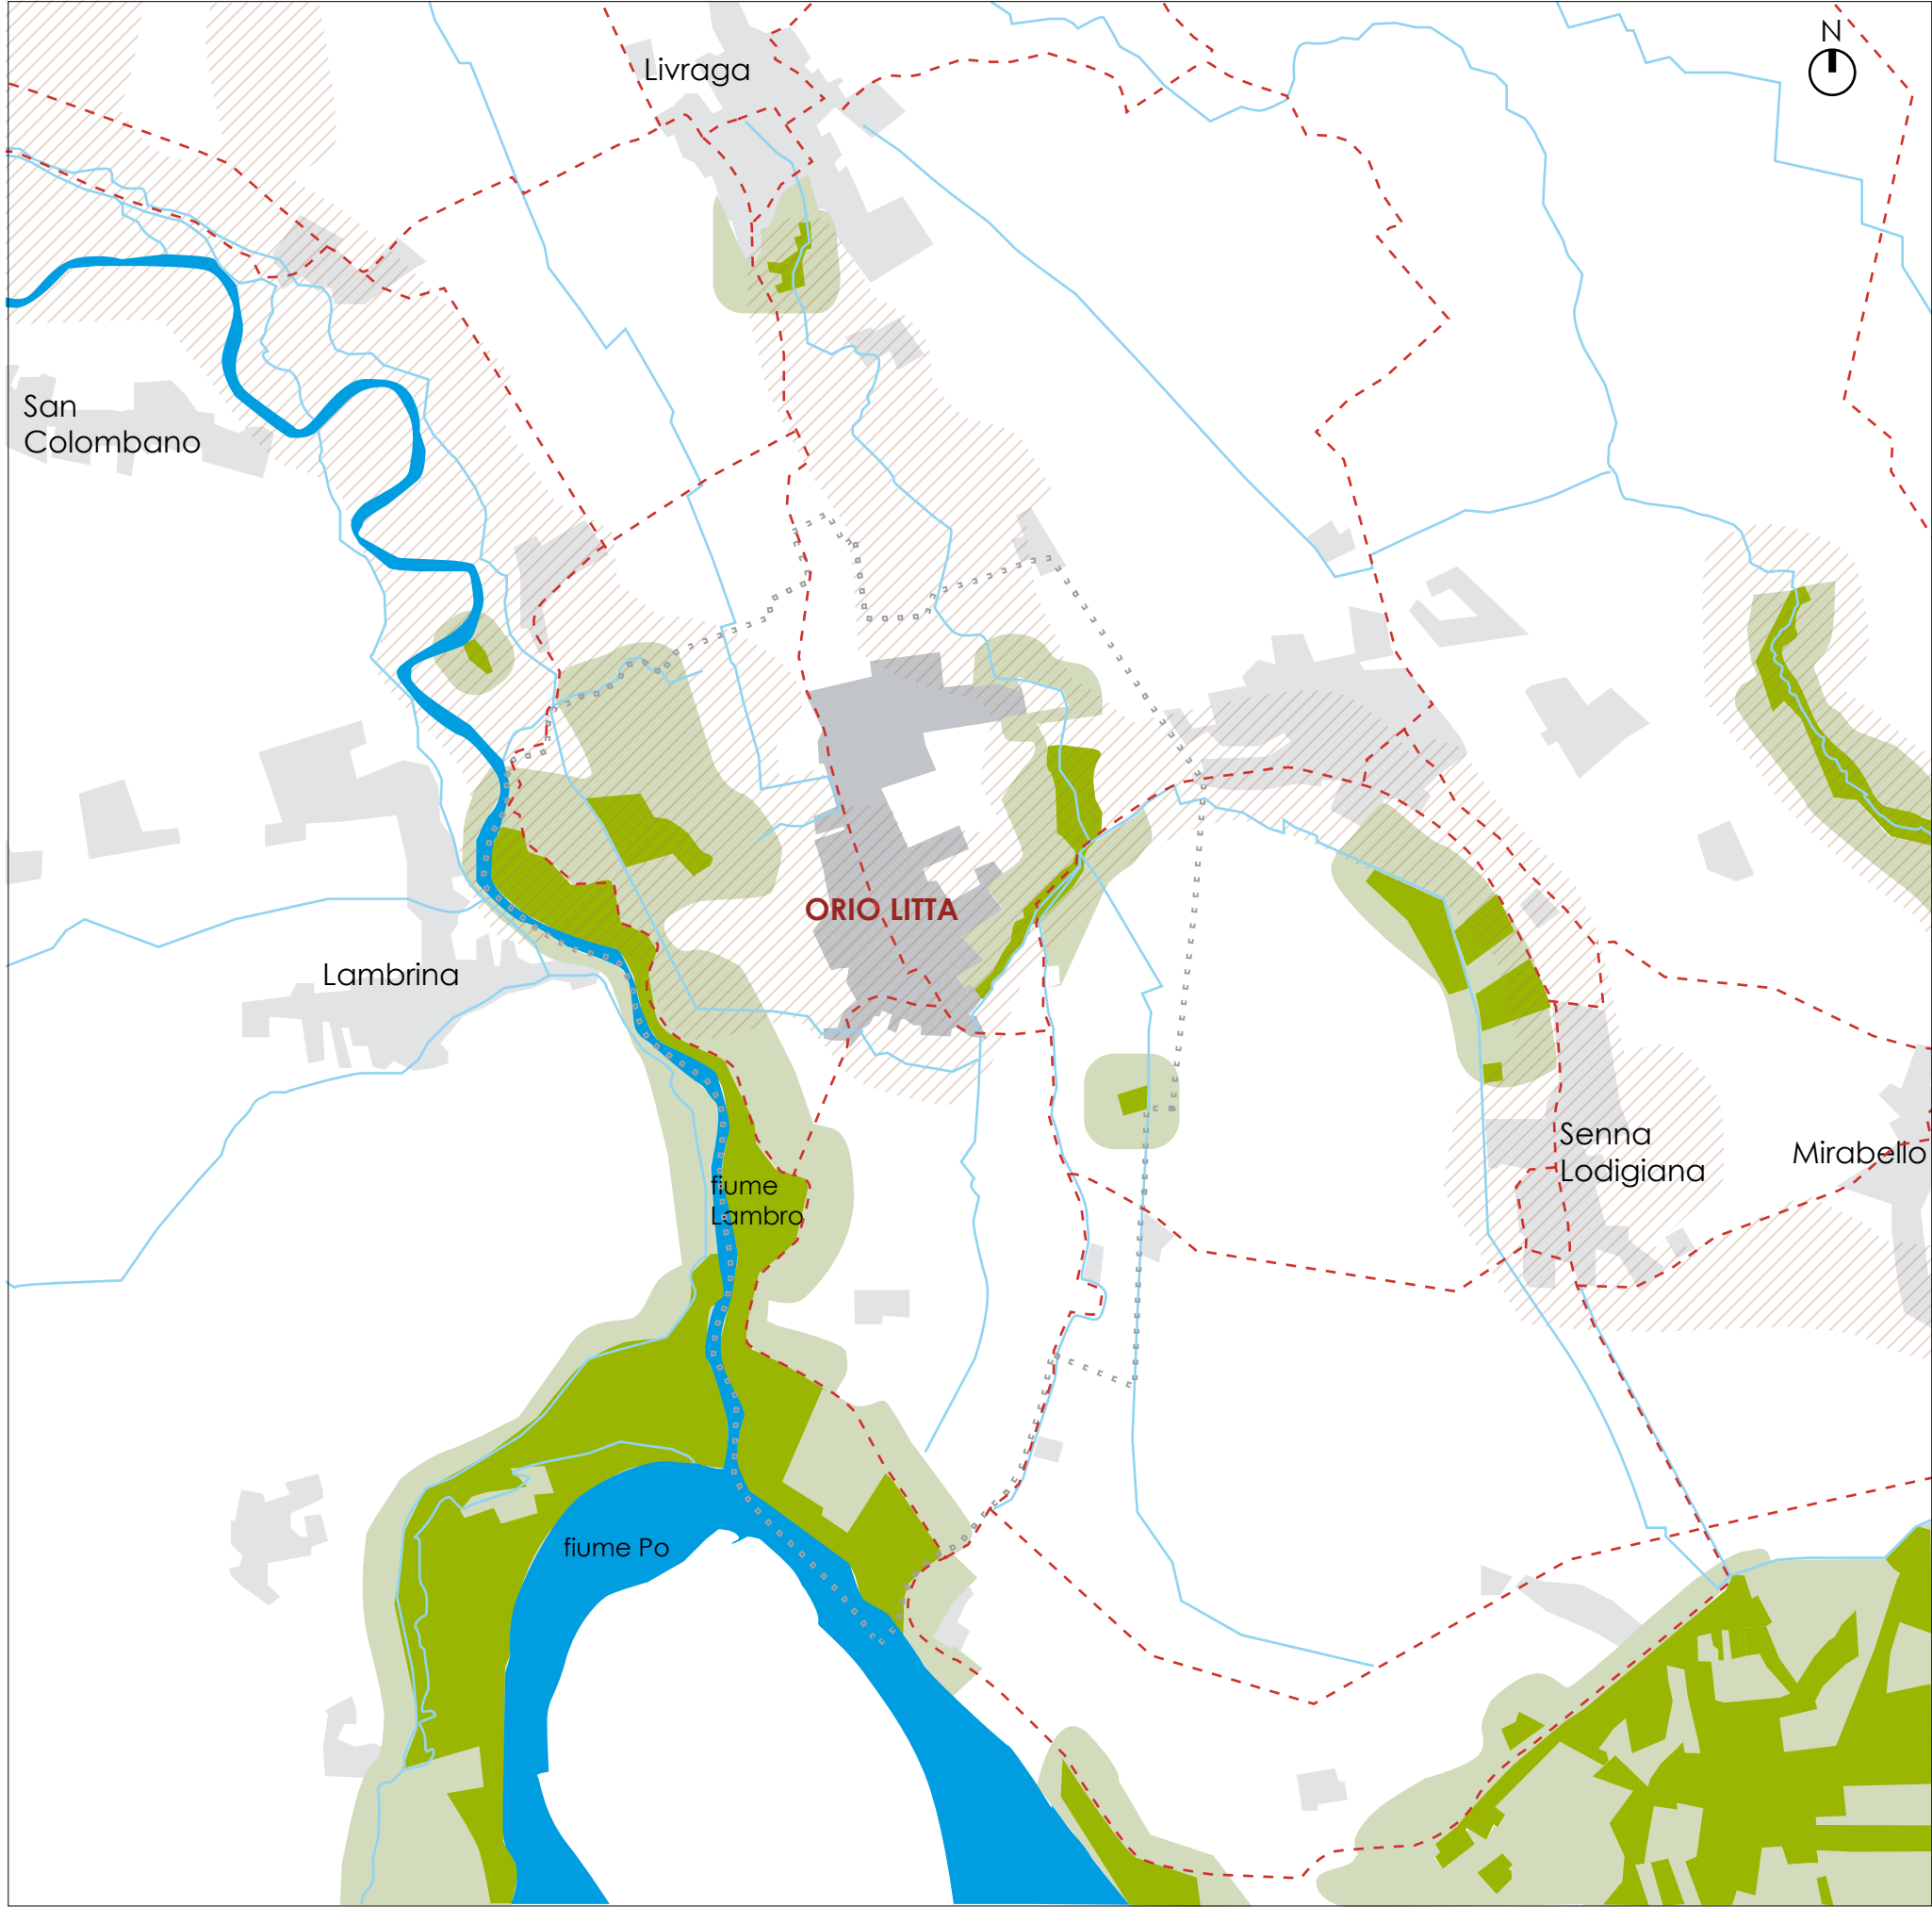 N
Livraga
San
Colombano
ORIO LITTA
Lambrina
Senna
Lodigiana
Mirabello
fiume
Lambro
fiume Po